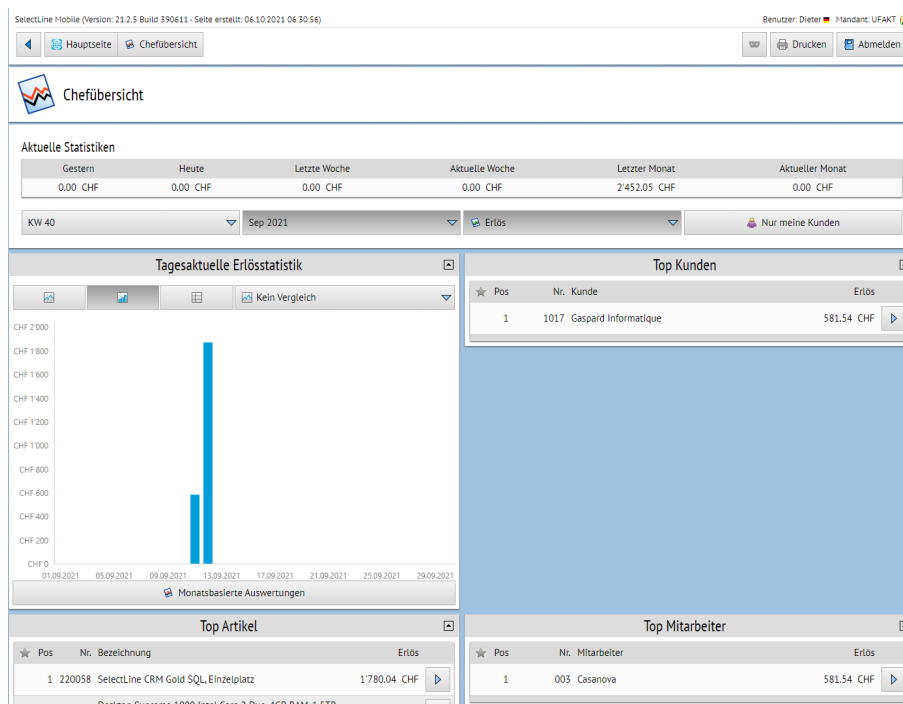 SelectLine Mobile (Version: 21.2.5 Build 390611 - Seite erstellt: 06.10.2021 06:30:56) Benutzer: Dieter Mandant: UFAKT
Hauptseite Chefübersicht Drucken Abmelden
Chefübersicht
Aktuelle Statistiken
Gestern Heute Letzte Woche Aktuelle Woche Letzter Monat Aktueller Monat
0.00 CHF 0.00 CHF 0.00 CHF 0.00 CHF 2'452.05 CHF 0.00 CHF
KW 40 Sep 2021 Erlös Nur meine Kunden
Tagesaktuelle Erlösstatistik
Kein Vergleich
CHF 2'000
CHF 1'800
CHF 1'600
CHF 1'400
CHF 1'200
CHF 1'000
CHF 800
CHF 600
CHF 400
CHF 200
CHF 0
01.09.2021 05.09.2021 09.09.2021 13.09.2021 17.09.2021 21.09.2021 25.09.2021 29.09.2021
Monatsbasierte Auswertungen
Top Kunden
Pos Nr. Kunde Erlös
1 1017 Gaspard Informatique 581.54 CHF
Top Artikel
Pos Nr. Bezeichnung Erlös
1 220058 SelectLine CRM Gold SQL, Einzelplatz 1'780.04 CHF
Top Mitarbeiter
Pos Nr. Mitarbeiter Erlös
1 003 Casanova 581.54 CHF